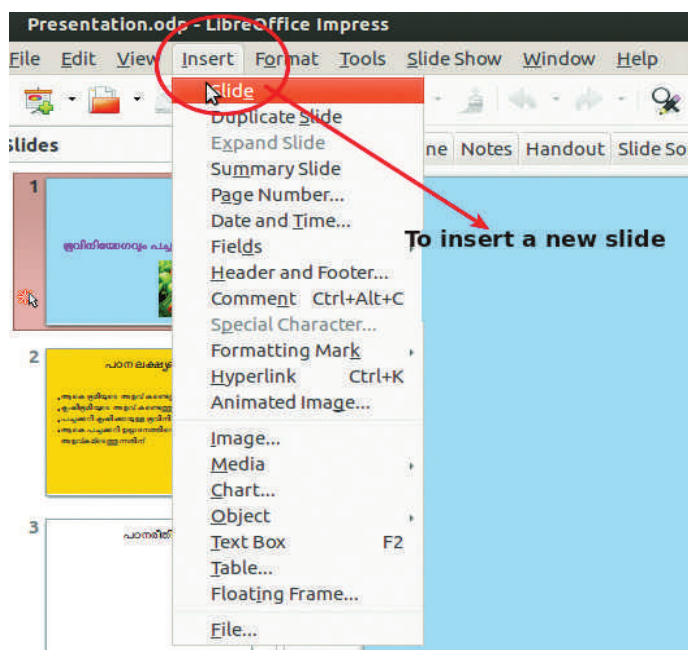 Presentation.odp - LibreOffice Impress
File Edit View Insert Format Tools Slide Show Window Help
Slide
Duplicate Slide
Expand Slide
Summary Slide
Page Number...
Date and Time...
Fields
Header and Footer...
Comment Ctrl+Alt+C
Special Character...
Formatting Mark
Hyperlink Ctrl+K
Animated Image...
Image...
Media
Chart...
Object
Text Box F2
Table...
Floating Frame...
File...
Slides
Notes Handout Slide So
To insert a new slide
1
2
3
പഠനരീതി